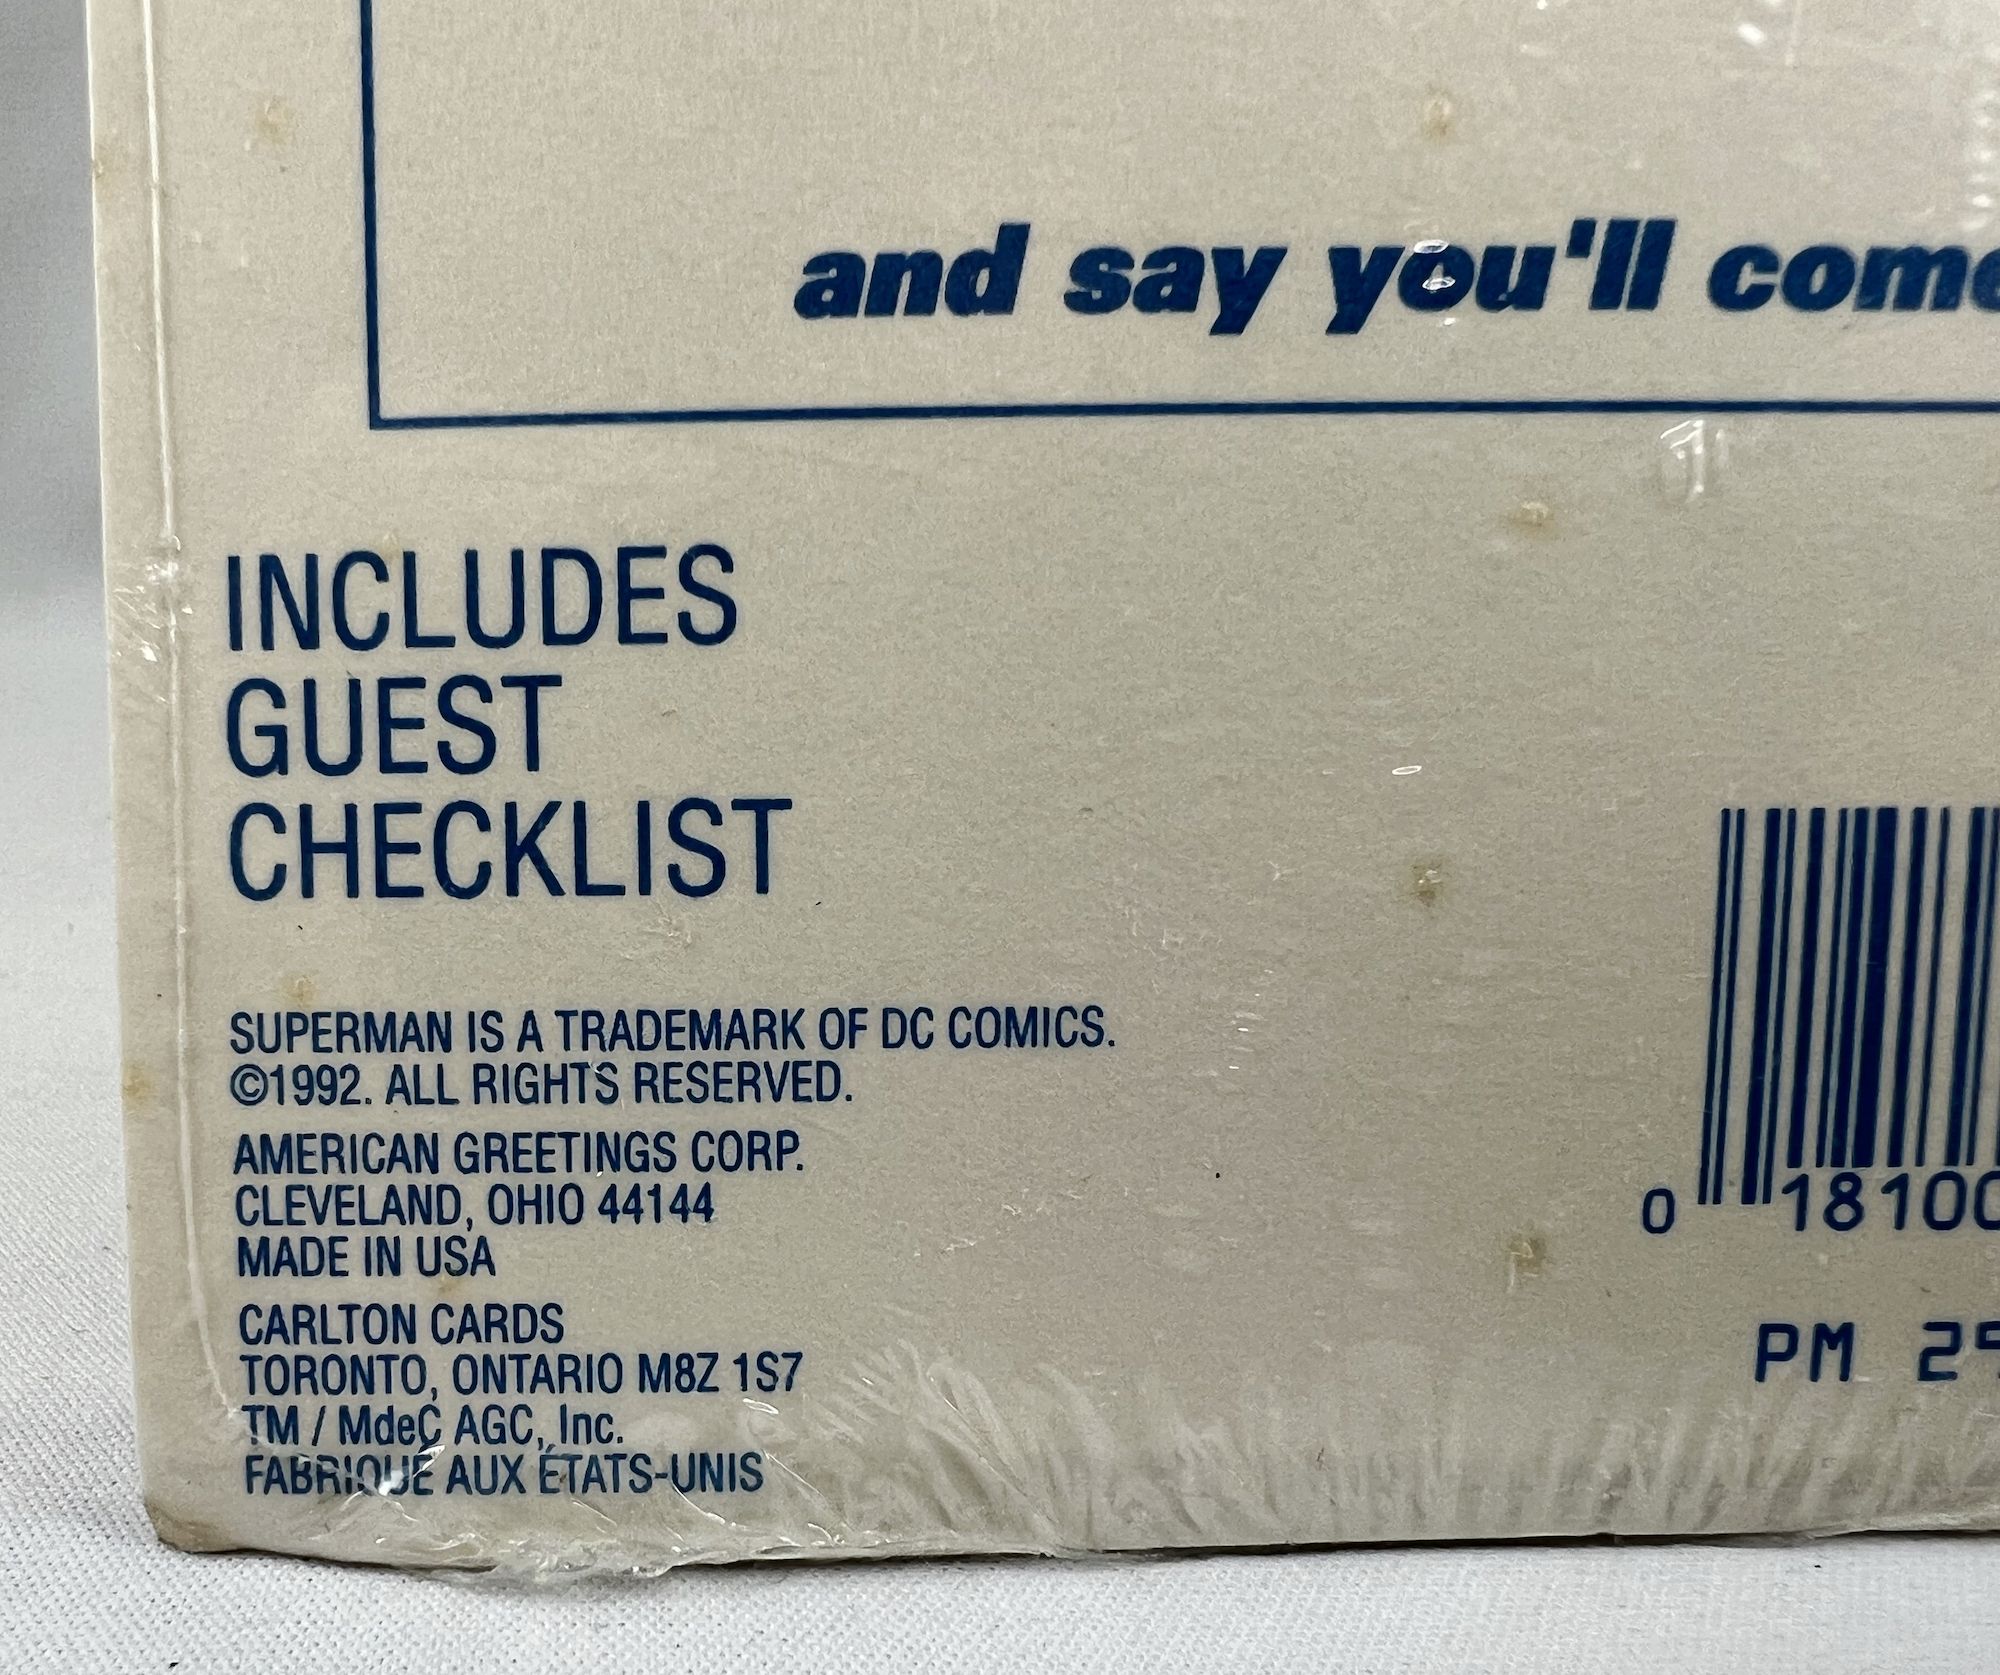 and say you'll come
INCLUDES
GUEST
CHECKLIST
SUPERMAN IS A TRADEMARK OF DC COMICS.
©1992. ALL RIGHTS RESERVED.
AMERICAN GREETINGS CORP.
CLEVELAND, OHIO 44144
MADE IN USA
0 18100
CARLTON CARDS
TORONTO, ONTARIO M8Z 1S7
TM / MdeC AGC, Inc.
FABRIQUÉ AUX ÉTATS-UNIS
PM 29